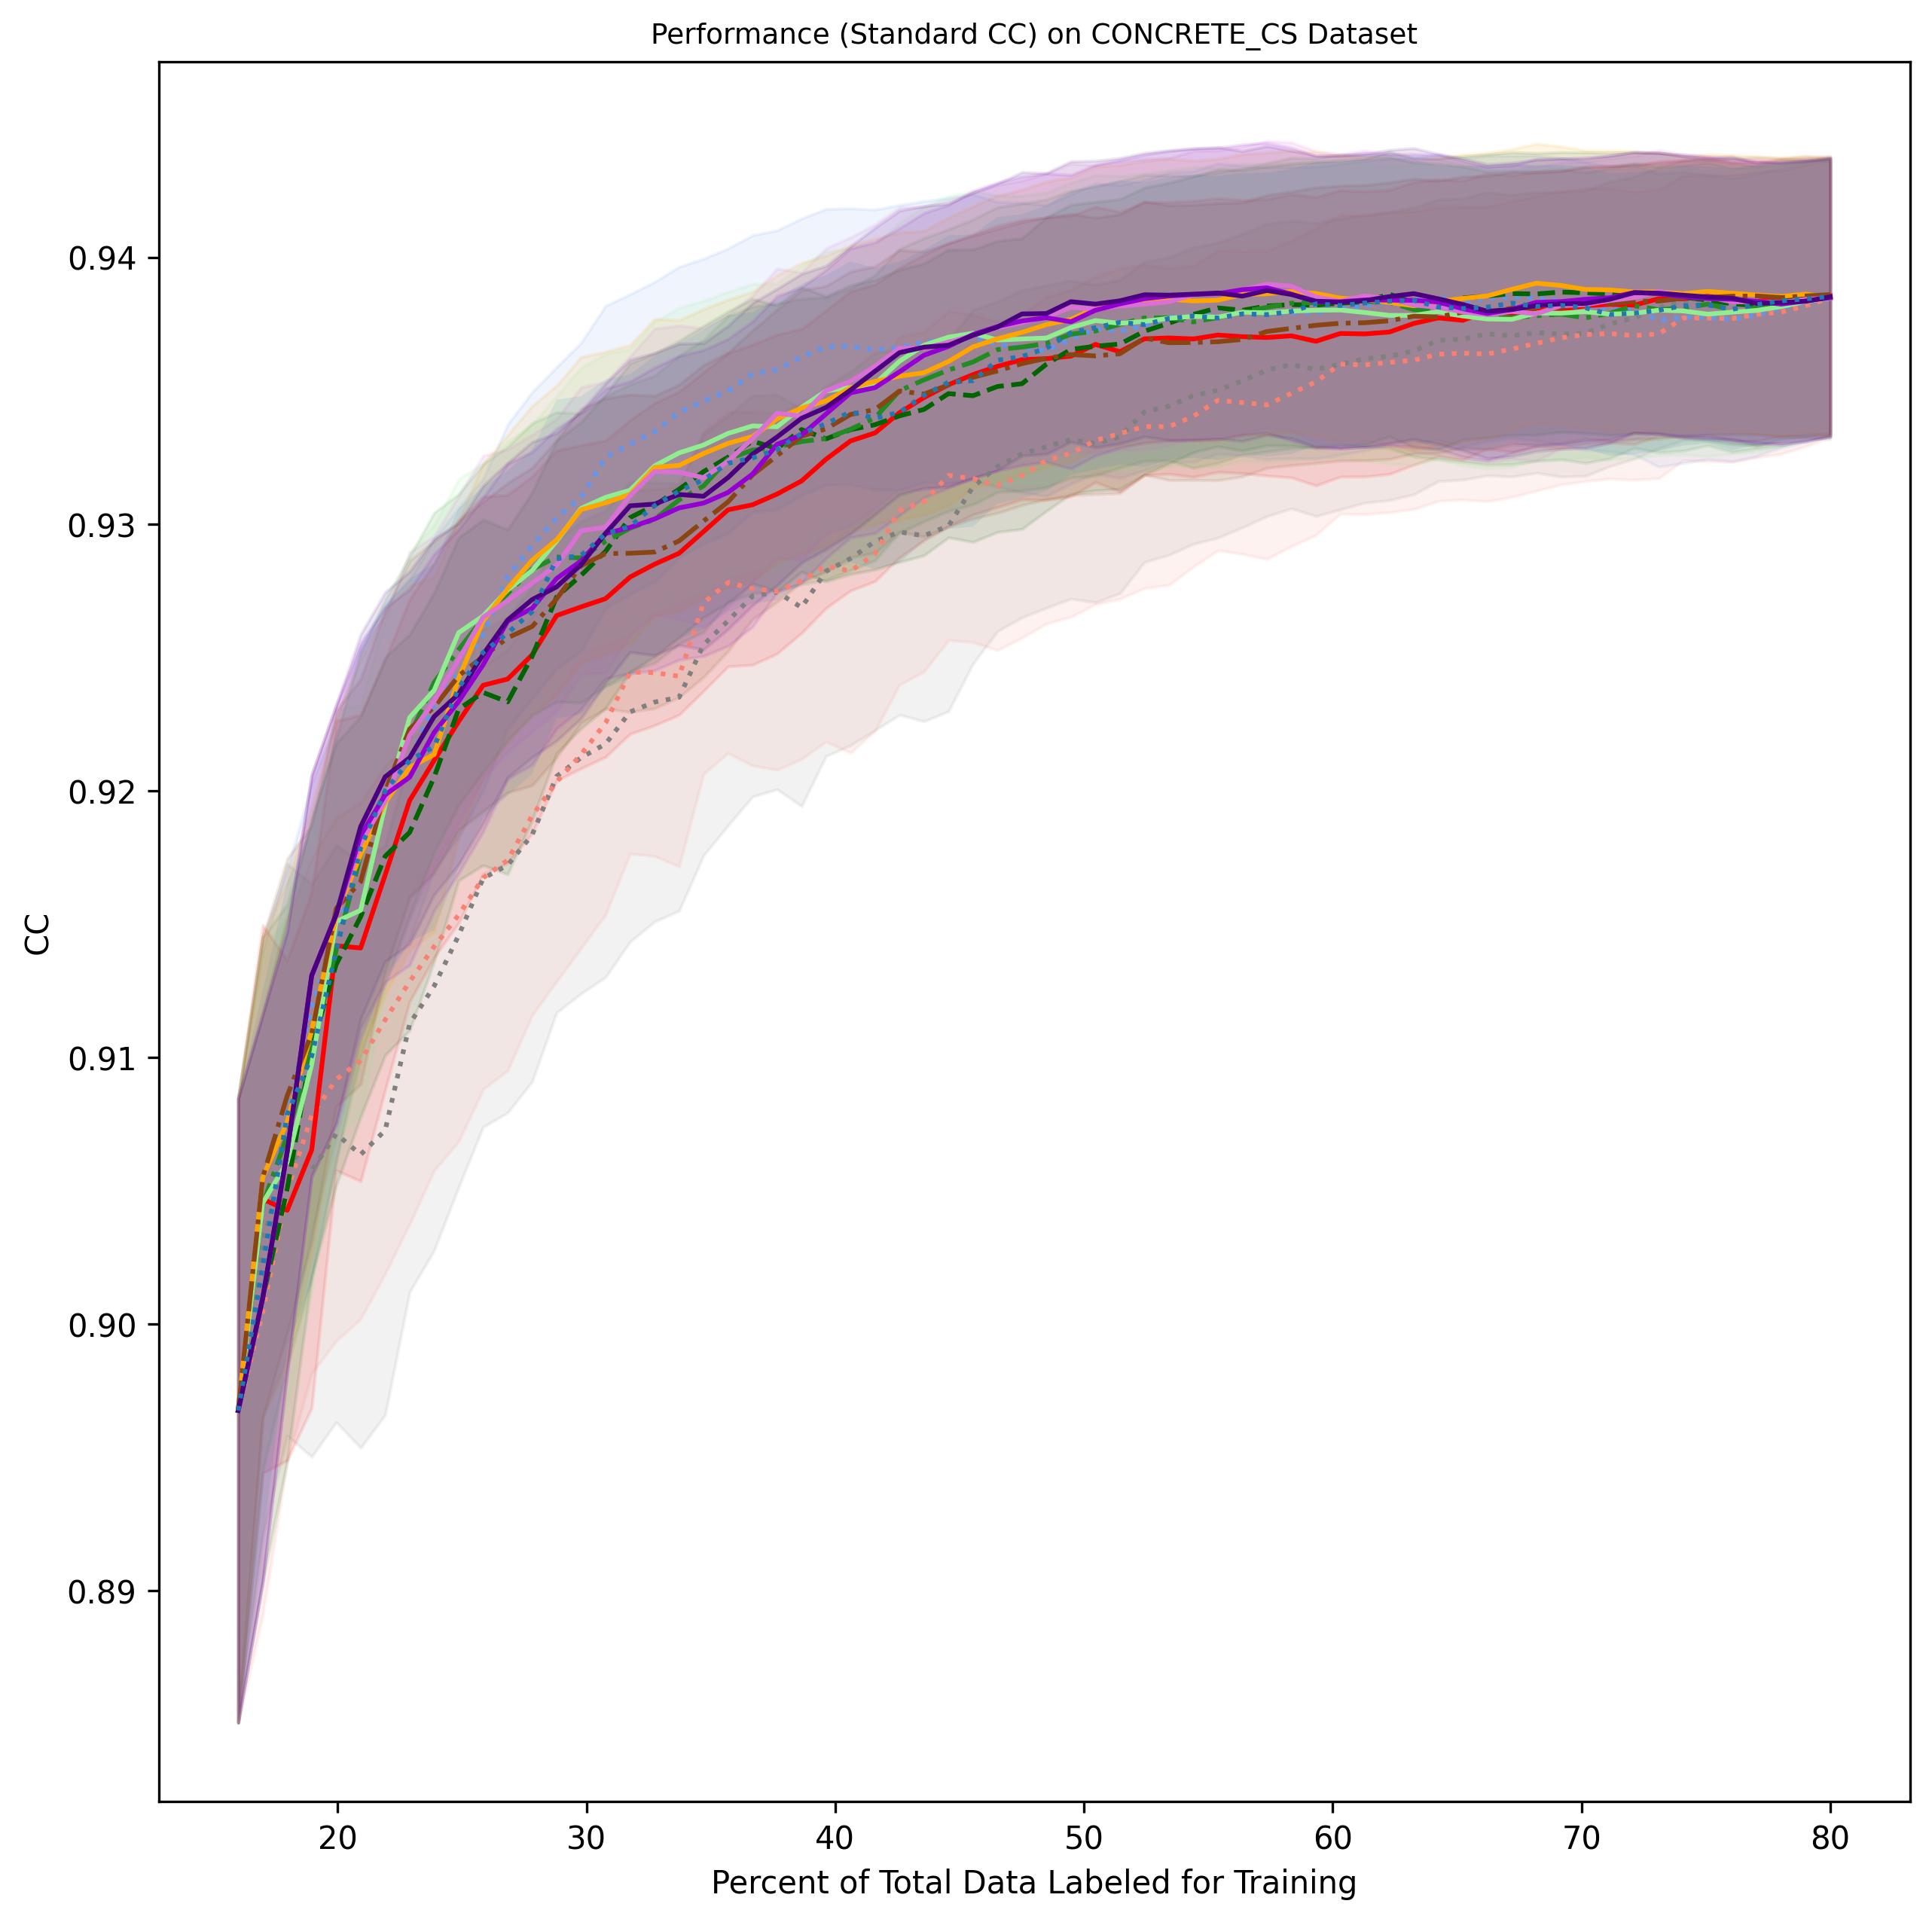 Performance (Standard CC) on CONCRETE_CS Dataset
0.94
0.93
0.92
0.91
0.90
0.89
CC
20 30 40 50 60 70 80
Percent of Total Data Labeled for Training